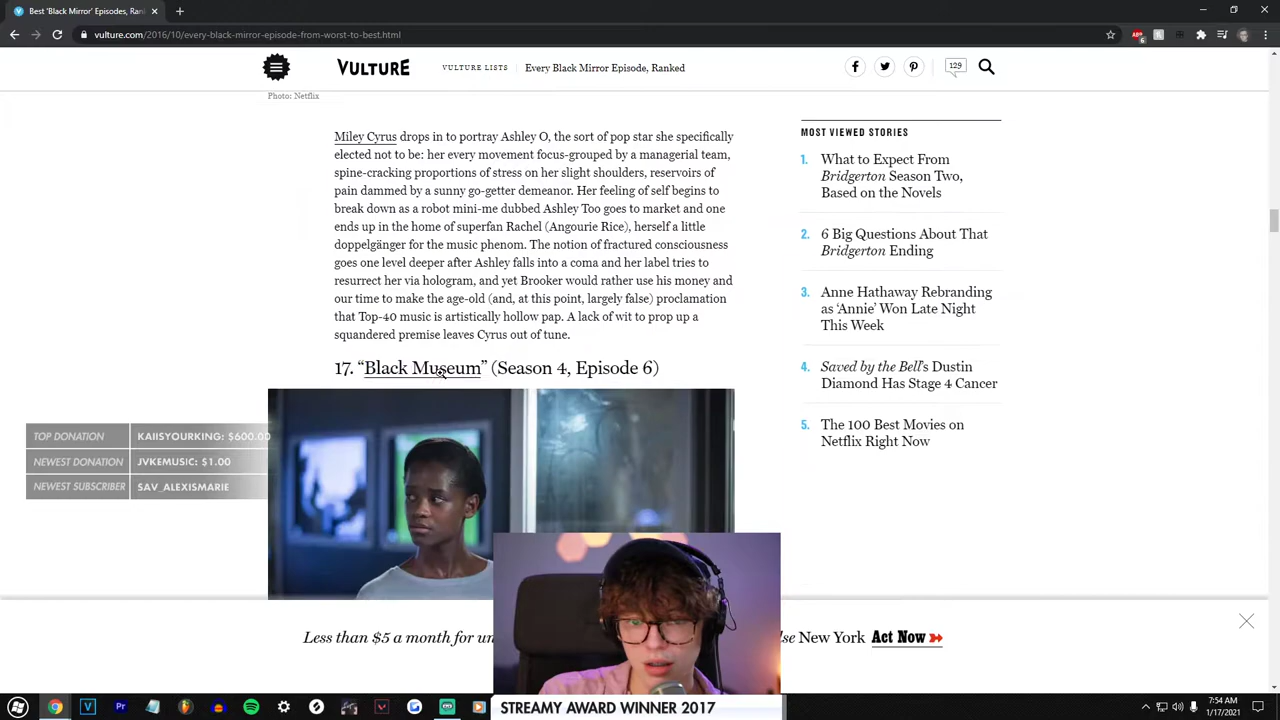 Best 'Black Mirror' E
vulture.com/2016/10/every-black-mirror-episode-from-worst-to-best.html
VULTURE
VULTURE LISTS
Every Black Mirror Episode, Ranked
129
Photo: Netflix
Miley Cyrus drops in to portray Ashley O, the sort of pop star she specifically
elected not to be: her every movement focus-grouped by a managerial team,
spine-cracking proportions of stress on her slight shoulders, reservoirs of
pain dammed by a sunny go-getter demeanor. Her feeling of self begins to
break down as a robot mini-me dubbed Ashley Too goes to market and one
ends up in the home of superfan Rachel (Angourie Rice), herself a little
doppelgänger for the music phenom. The notion of fractured consciousness
goes one level deeper after Ashley falls into a coma and her label tries to
resurrect her via hologram, and yet Brooker would rather use his money and
our time to make the age-old (and, at this point, largely false) proclamation
that Top-40 music is artistically hollow pap. A lack of wit to prop up a
squandered premise leaves Cyrus out of tune.
17. “Black Museum” (Season 4, Episode 6)
MOST VIEWED STORIES
1. What to Expect From
Bridgerton Season Two,
Based on the Novels
2. 6 Big Questions About That
Bridgerton Ending
3. Anne Hathaway Rebranding
as ‘Annie’ Won Late Night
This Week
4. Saved by the Bell’s Dustin
Diamond Has Stage 4 Cancer
5. The 100 Best Movies on
Netflix Right Now
TOP DONATION KAIISYOURKING: $600.00
NEWEST DONATION JVKEMUSIC: $1.00
NEWEST SUBSCRIBER SAV_ALEXISMARIE
Less than $5 a month for un
lse New York Act Now
STREAMY AWARD WINNER 2017
7:54 AM
1/17/2021